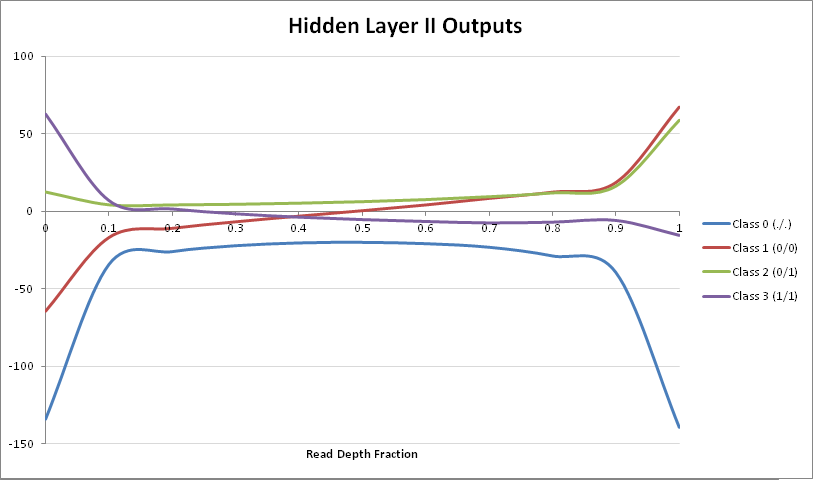 Hidden Layer II Outputs
100
50
0
-50
-100
-150
0 0.1 0.2 0.3 0.4 0.5 0.6 0.7 0.8 0.9 1
Read Depth Fraction
Class 0 (./.)
Class 1 (0/0)
Class 2 (0/1)
Class 3 (1/1)